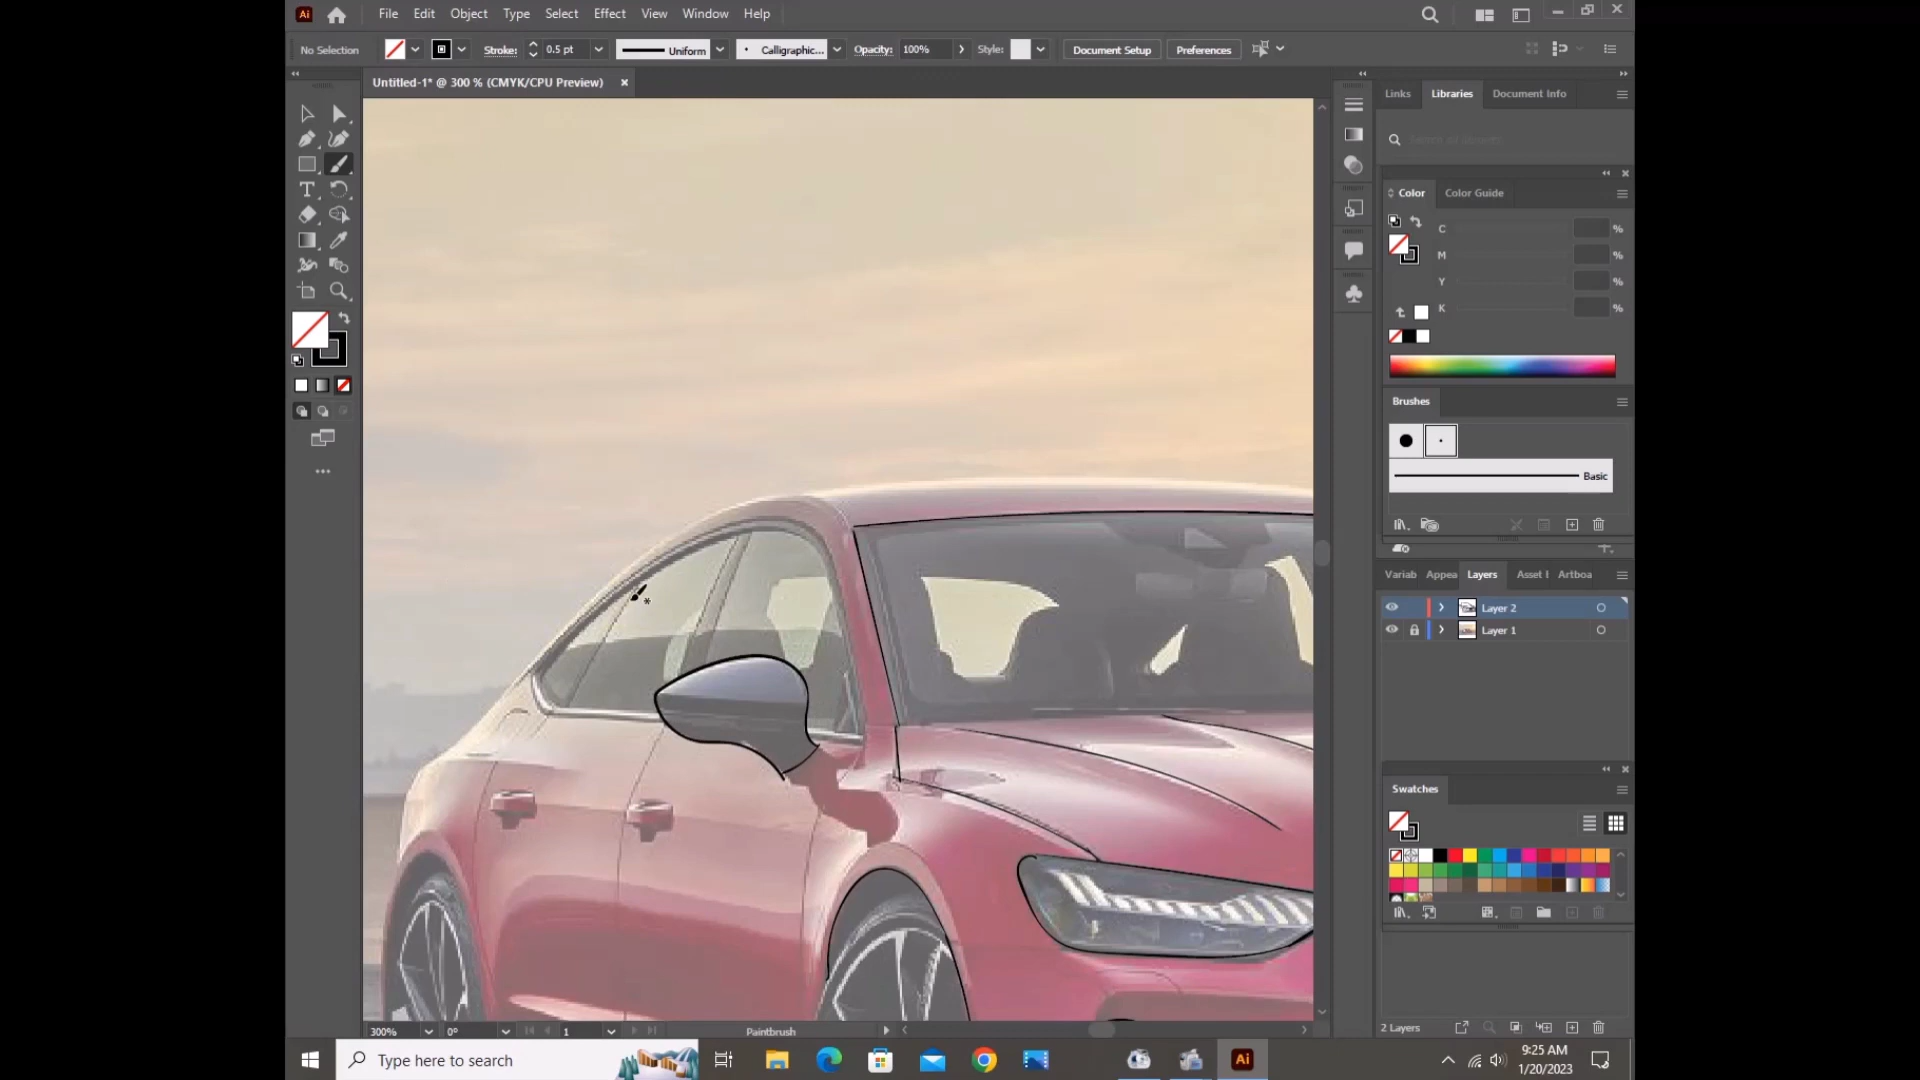 Ai File Edit Object Type Select Effect View Window Help
No Selection Stroke: 0.5 pt Uniform Calligraphic... Opacity: 100% Style: Document Setup Preferences
Untitled-1* @ 300 % (CMYK/CPU Preview)
Links Libraries Document Info
Color Color Guide
C %
M %
Y %
K %
Brushes
Basic
Variab Appea Layers Asset I Artboa
Layer 2
Layer 1
Swatches
2 Layers
300% 0° 1 Paintbrush
Type here to search
Ai
9:25 AM
1/20/2023